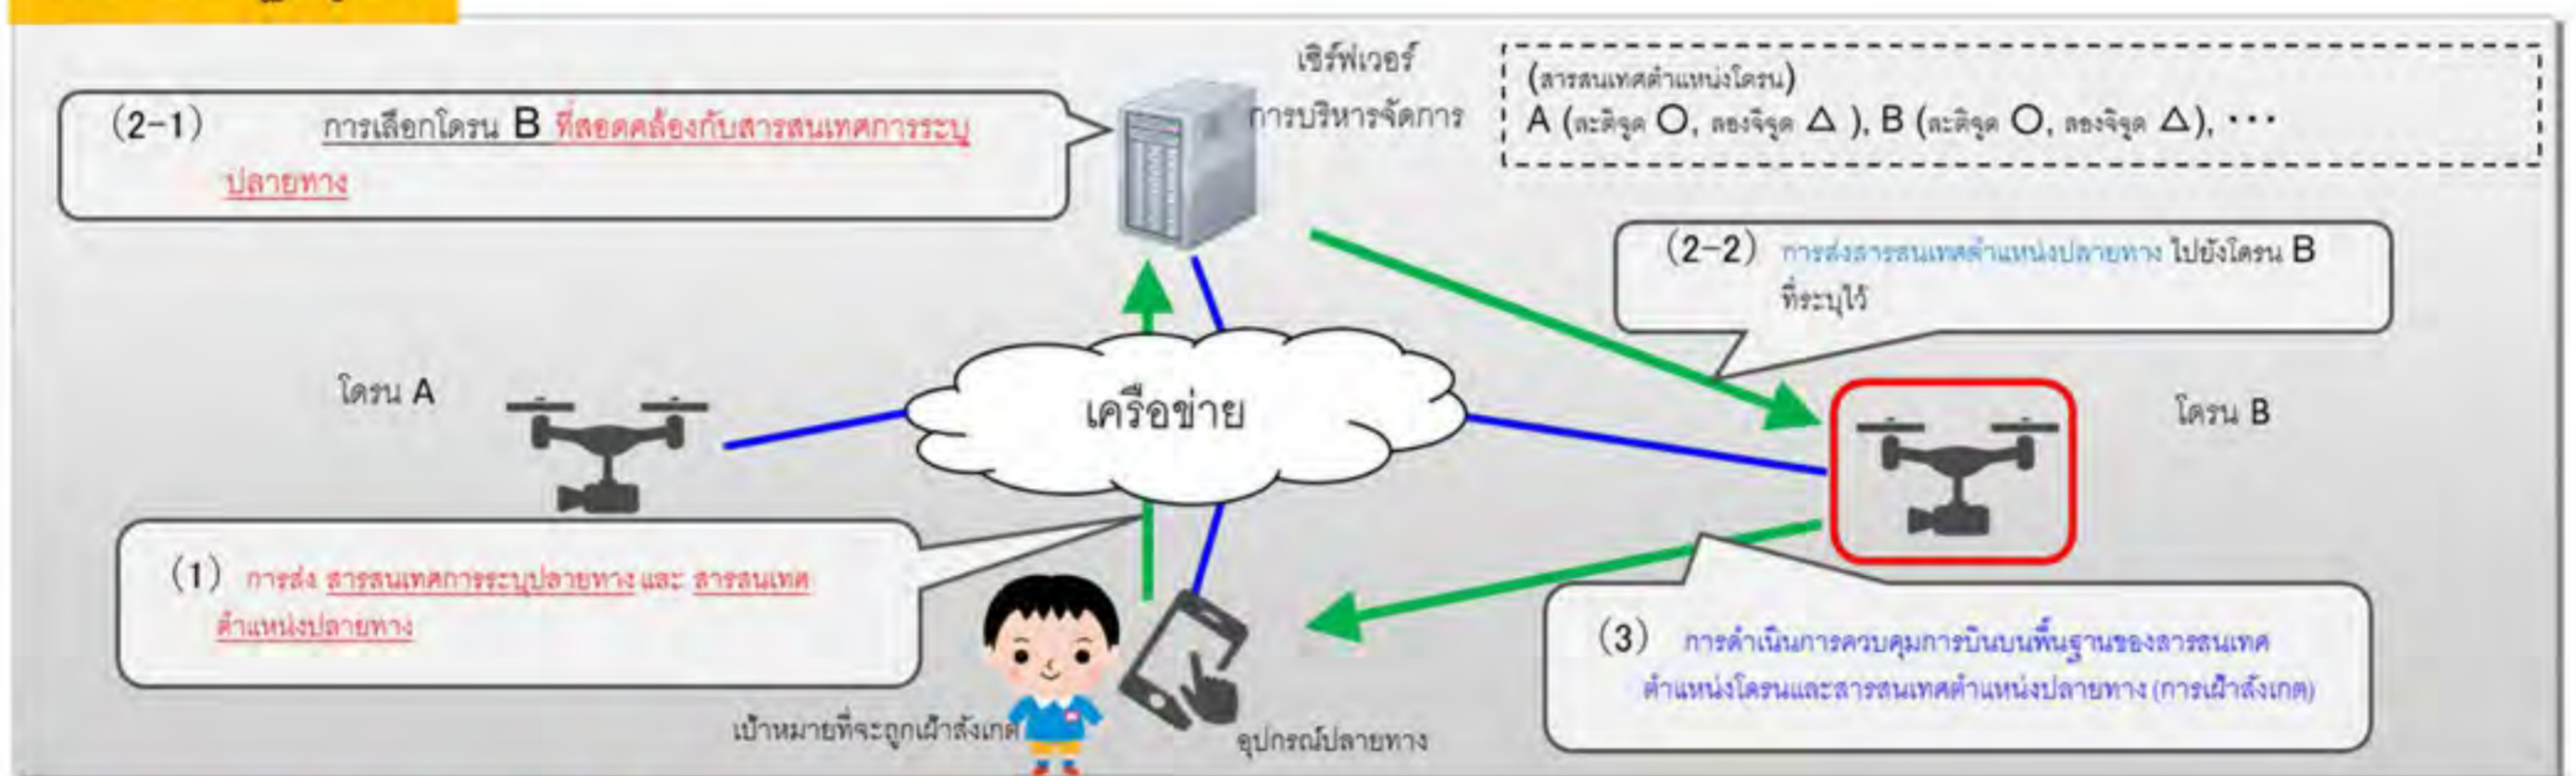 เซิร์ฟเวอร์
การบริหารจัดการ
(สารสนเทศตำแหน่งโดรน)
A (ละติจูด ○, ลองจิจูด △ ), B (ละติจูด ○, ลองจิจูด △), ･･･
(2-1) การเลือกโดรน B ที่สอดคล้องกับสารสนเทศการระบุ
ปลายทาง
(2-2) การส่งสารสนเทศตำแหน่งปลายทาง ไปยังโดรน B
ที่ระบุไว้
โดรน A
เครือข่าย
โดรน B
(1) การส่ง สารสนเทศการระบุปลายทาง และ สารสนเทศ
ตำแหน่งปลายทาง
(3) การดำเนินการควบคุมการบินบนพื้นฐานของสารสนเทศ
ตำแหน่งโดรนและสารสนเทศตำแหน่งปลายทาง (การเฝ้าสังเกต)
เป้าหมายที่จะถูกเฝ้าสังเกต
อุปกรณ์ปลายทาง